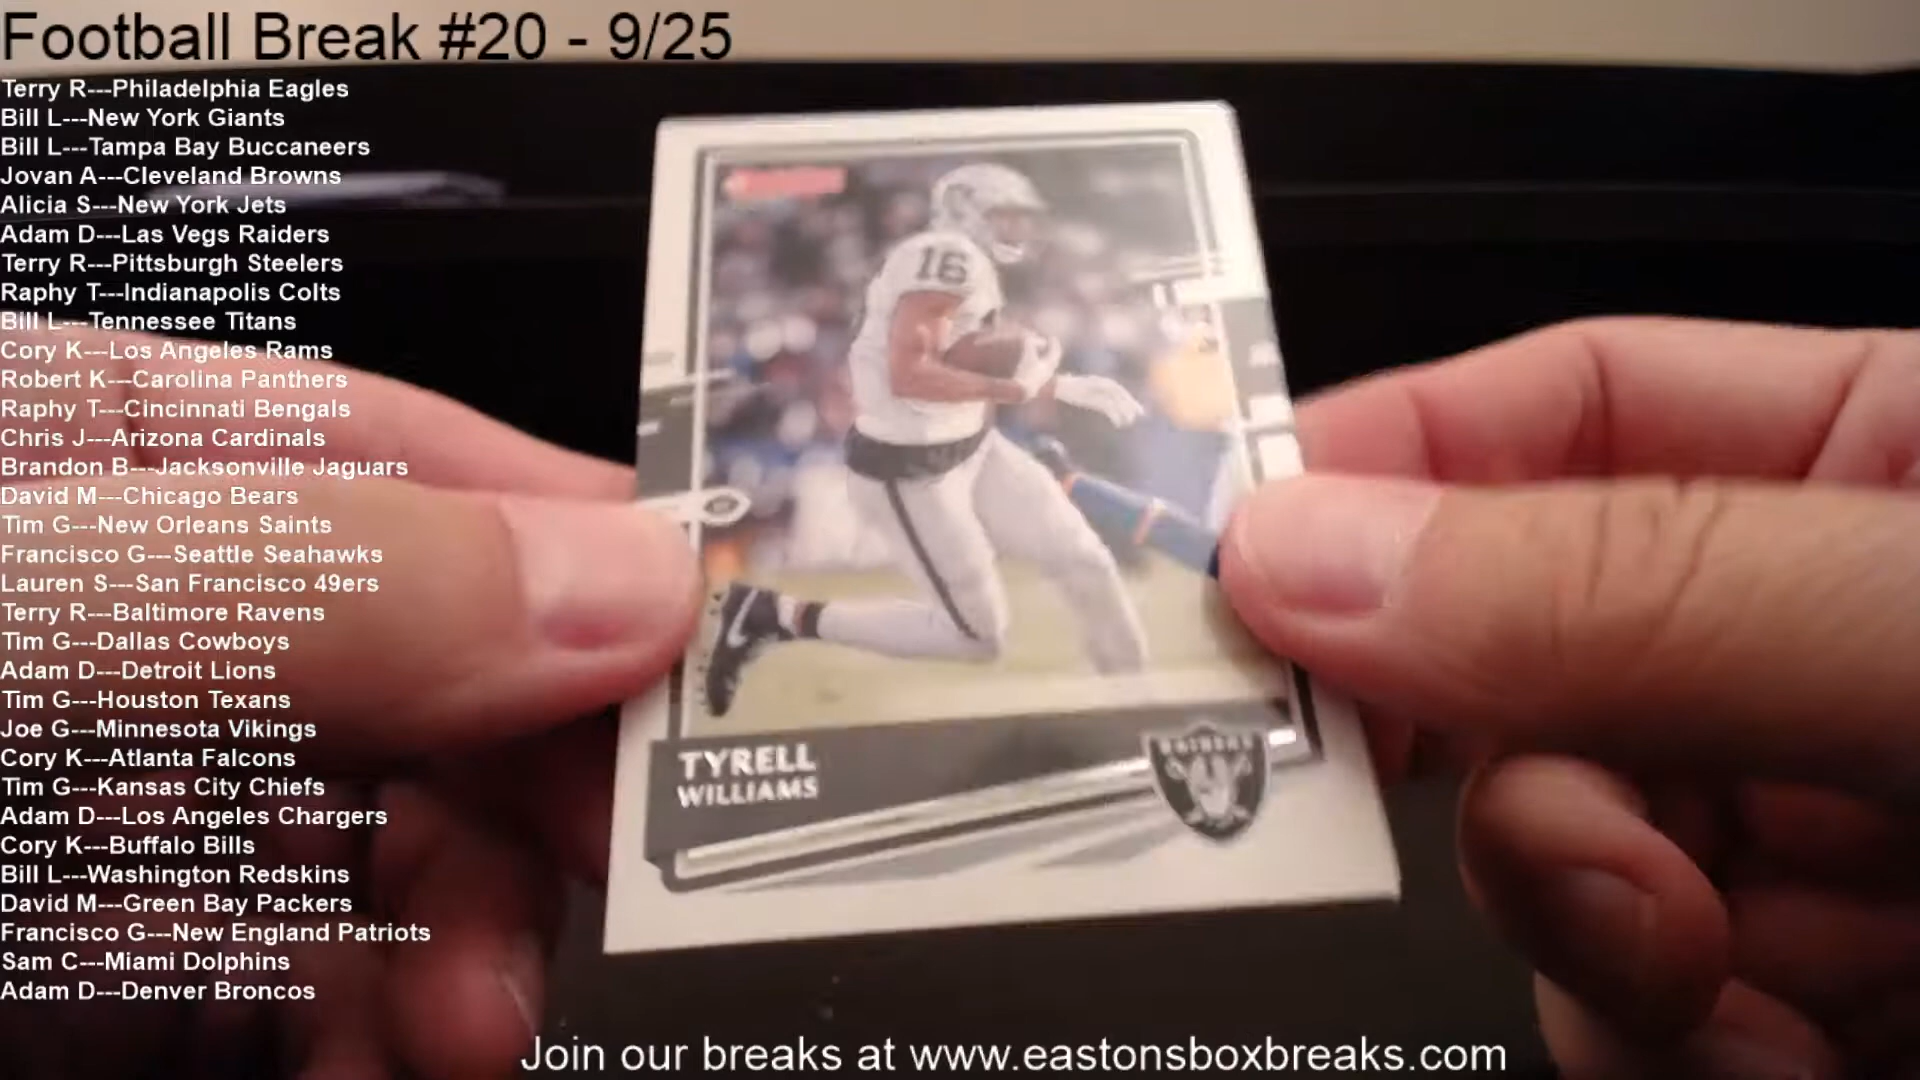 Football Break #20 - 9/25
Terry R---Philadelphia Eagles
Bill L---New York Giants
Bill L---Tampa Bay Buccaneers
Jovan A---Cleveland Browns
Alicia S---New York Jets
Adam D---Las Vegs Raiders
Terry R---Pittsburgh Steelers
Raphy T---Indianapolis Colts
Bill L---Tennessee Titans
Cory K---Los Angeles Rams
Robert K---Carolina Panthers
Raphy T---Cincinnati Bengals
Chris J---Arizona Cardinals
Brandon B---Jacksonville Jaguars
David M---Chicago Bears
Tim G---New Orleans Saints
Francisco G---Seattle Seahawks
Lauren S---San Francisco 49ers
Terry R---Baltimore Ravens
Tim G---Dallas Cowboys
Adam D---Detroit Lions
Tim G---Houston Texans
Joe G---Minnesota Vikings
Cory K---Atlanta Falcons
Tim G---Kansas City Chiefs
Adam D---Los Angeles Chargers
Cory K---Buffalo Bills
Bill L---Washington Redskins
David M---Green Bay Packers
Francisco G---New England Patriots
Sam C---Miami Dolphins
Adam D---Denver Broncos
16
TYRELL
WILLIAMS
RAIDERS
Join our breaks at www.eastonsboxbreaks.com